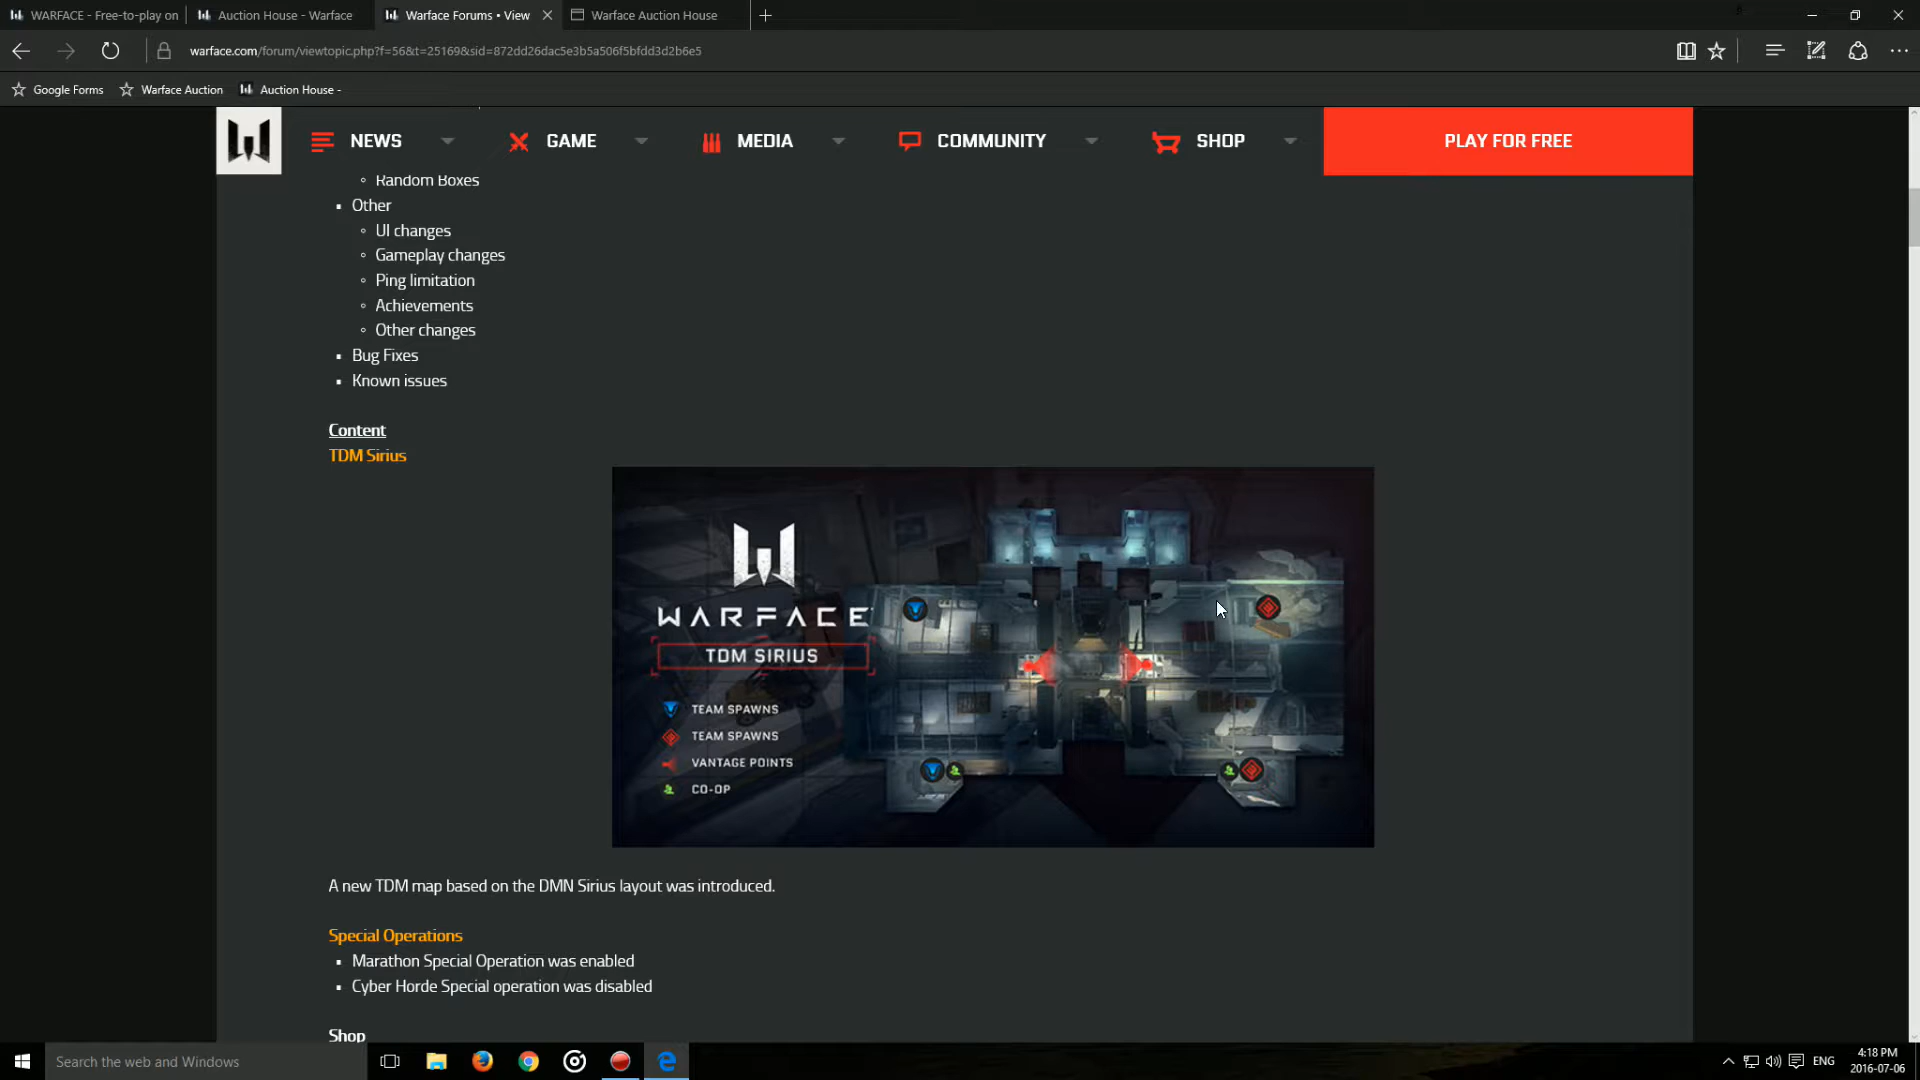 WARFACE - Free-to-play on
Auction House - Warface
Warface Forums • View
Warface Auction House
warface.com/forum/viewtopic.php?f=56&t=25169&sid=872dd26dac5e3b5a506f5bfdd3d2b6e5
Google Forms
Warface Auction
Auction House -
NEWS
GAME
MEDIA
COMMUNITY
SHOP
PLAY FOR FREE
Random Boxes
Other
UI changes
Gameplay changes
Ping limitation
Achievements
Other changes
Bug Fixes
Known issues
Content
TDM Sirius
WARFACE
TDM SIRIUS
TEAM SPAWNS
TEAM SPAWNS
VANTAGE POINTS
CO-OP
A new TDM map based on the DMN Sirius layout was introduced.
Special Operations
Marathon Special Operation was enabled
Cyber Horde Special operation was disabled
Shop
Search the web and Windows
ENG
4:18 PM
2016-07-06